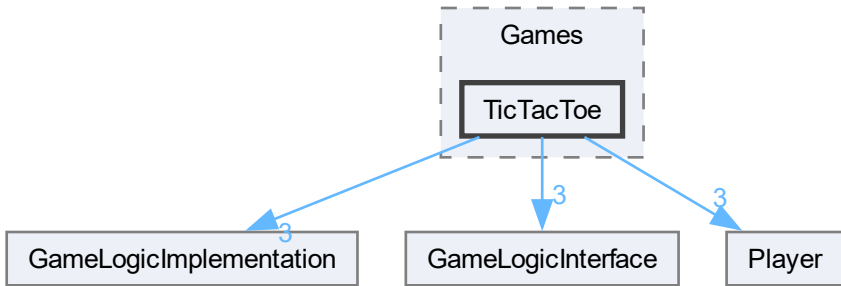 Games
TicTacToe
3
3
3
GameLogicImplementation
GameLogicInterface
Player